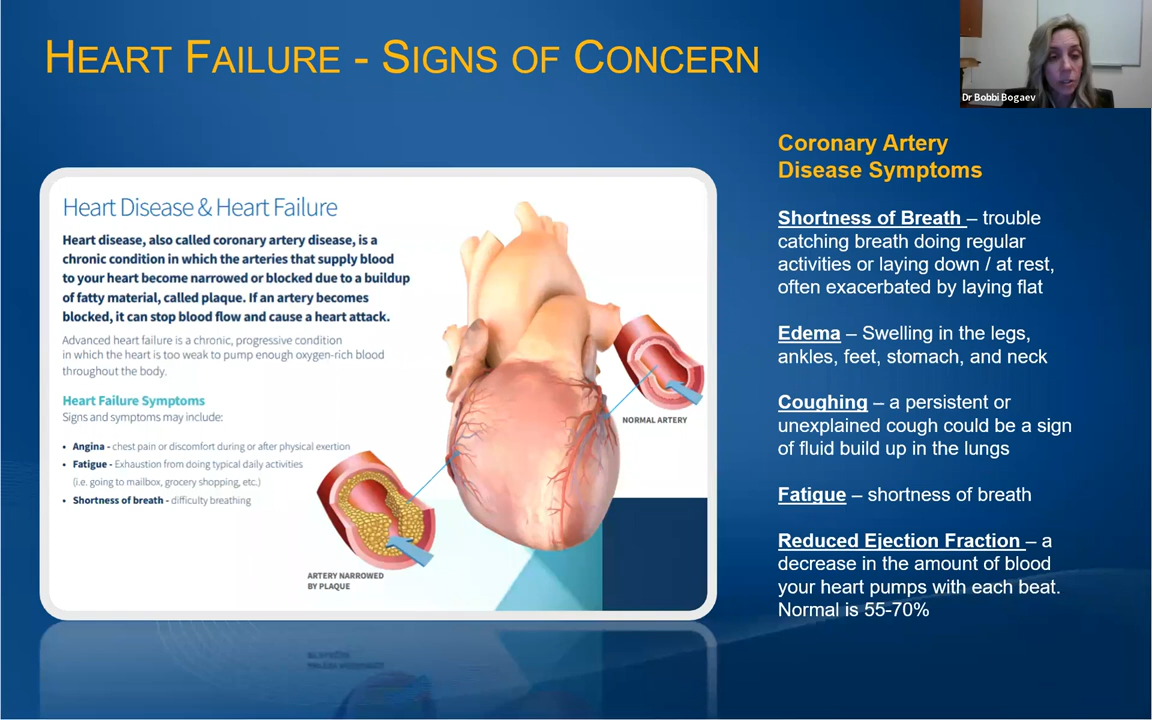 HEART FAILURE - SIGNS OF CONCERN
Dr Bobbi Bogaev
Heart Disease & Heart Failure
Heart disease, also called coronary artery disease, is a
chronic condition in which the arteries that supply blood
to your heart become narrowed or blocked due to a buildup
of fatty material, called plaque. If an artery becomes
blocked, it can stop blood flow and cause a heart attack.
Advanced heart failure is a chronic, progressive condition
in which the heart is too weak to pump enough oxygen-rich blood
throughout the body.
Heart Failure Symptoms
Signs and symptoms may include:
• Angina - chest pain or discomfort during or after physical exertion
• Fatigue - Exhaustion from doing typical daily activities
(i.e. going to mailbox, grocery shopping, etc.)
• Shortness of breath - difficulty breathing
NORMAL ARTERY
ARTERY NARROWED
BY PLAQUE
Coronary Artery
Disease Symptoms
Shortness of Breath – trouble
catching breath doing regular
activities or laying down / at rest,
often exacerbated by laying flat
Edema – Swelling in the legs,
ankles, feet, stomach, and neck
Coughing – a persistent or
unexplained cough could be a sign
of fluid build up in the lungs
Fatigue – shortness of breath
Reduced Ejection Fraction – a
decrease in the amount of blood
your heart pumps with each beat.
Normal is 55-70%